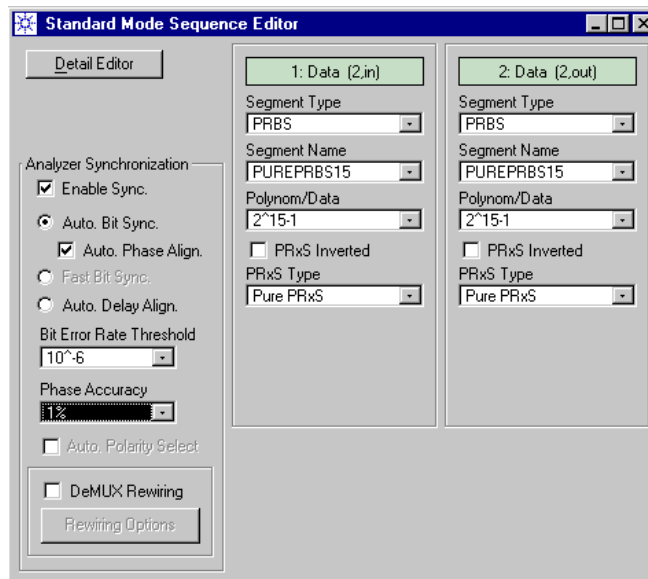 Standard Mode Sequence Editor
Detail Editor
Analyzer Synchronization
Enable Sync.
Auto. Bit Sync.
Auto. Phase Align.
Fast Bit Sync.
Auto. Delay Align.
Bit Error Rate Threshold
10^-6
Phase Accuracy
1%
Auto. Polarity Select
DeMUX Rewiring
Rewiring Options
1: Data (2,in)
Segment Type
PRBS
Segment Name
PUREPRBS15
Polynom/Data
2^15-1
PRxS Inverted
PRxS Type
Pure PRxS
2: Data (2,out)
Segment Type
PRBS
Segment Name
PUREPRBS15
Polynom/Data
2^15-1
PRxS Inverted
PRxS Type
Pure PRxS